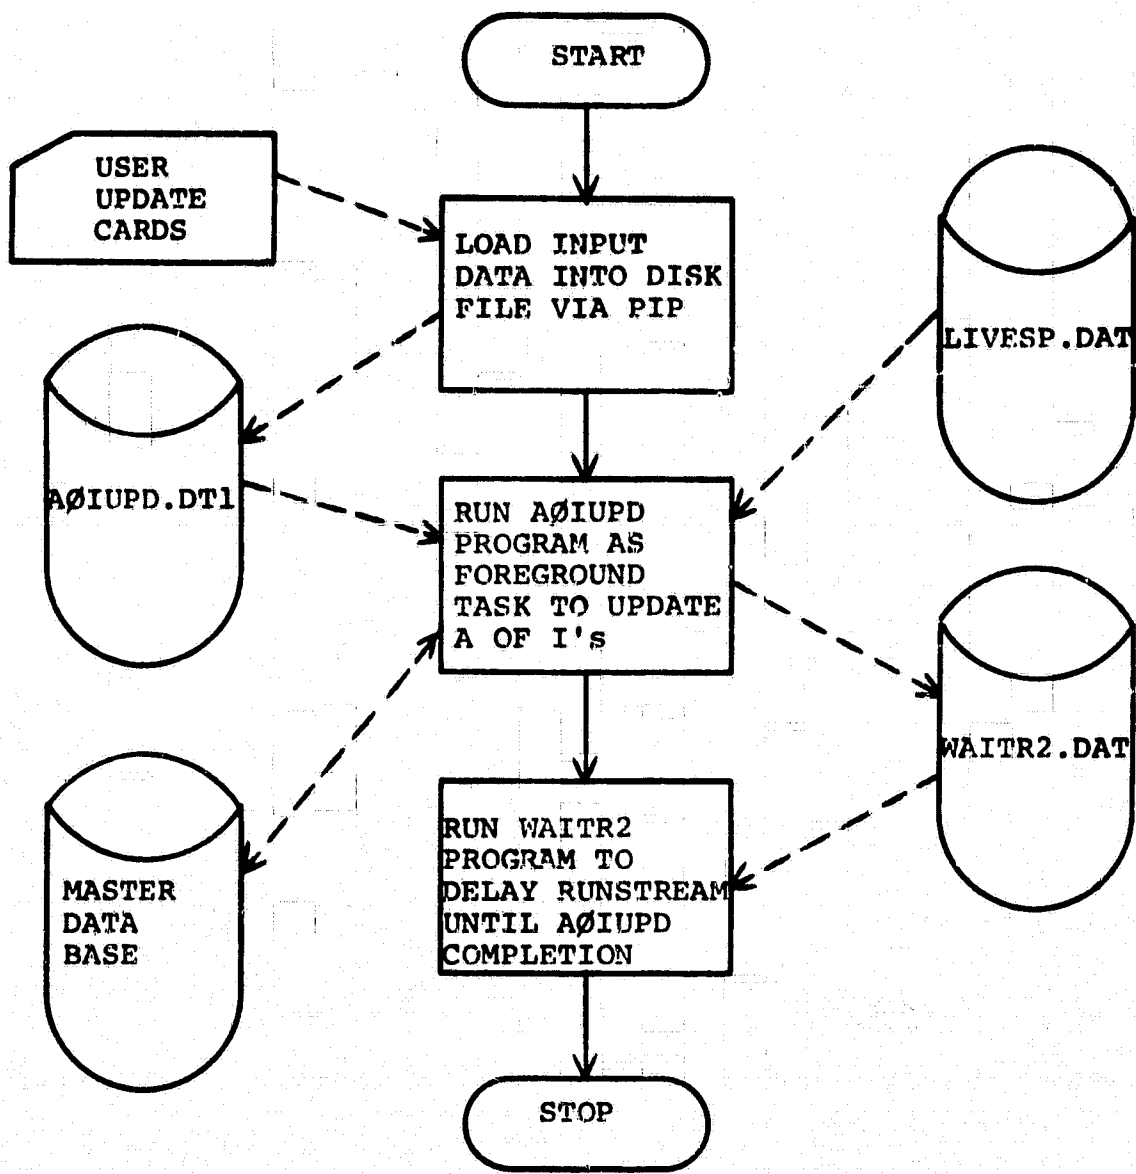 START
USER
UPDATE
CARDS
LOAD INPUT
DATA INTO DISK
FILE VIA PIP
LIVESP.DAT
AØIUPD.DT1
RUN AØIUPD
PROGRAM AS
FOREGROUND
TASK TO UPDATE
A OF I's
WAITR2.DAT
MASTER
DATA
BASE
RUN WAITR2
PROGRAM TO
DELAY RUNSTREAM
UNTIL AØIUPD
COMPLETION
STOP